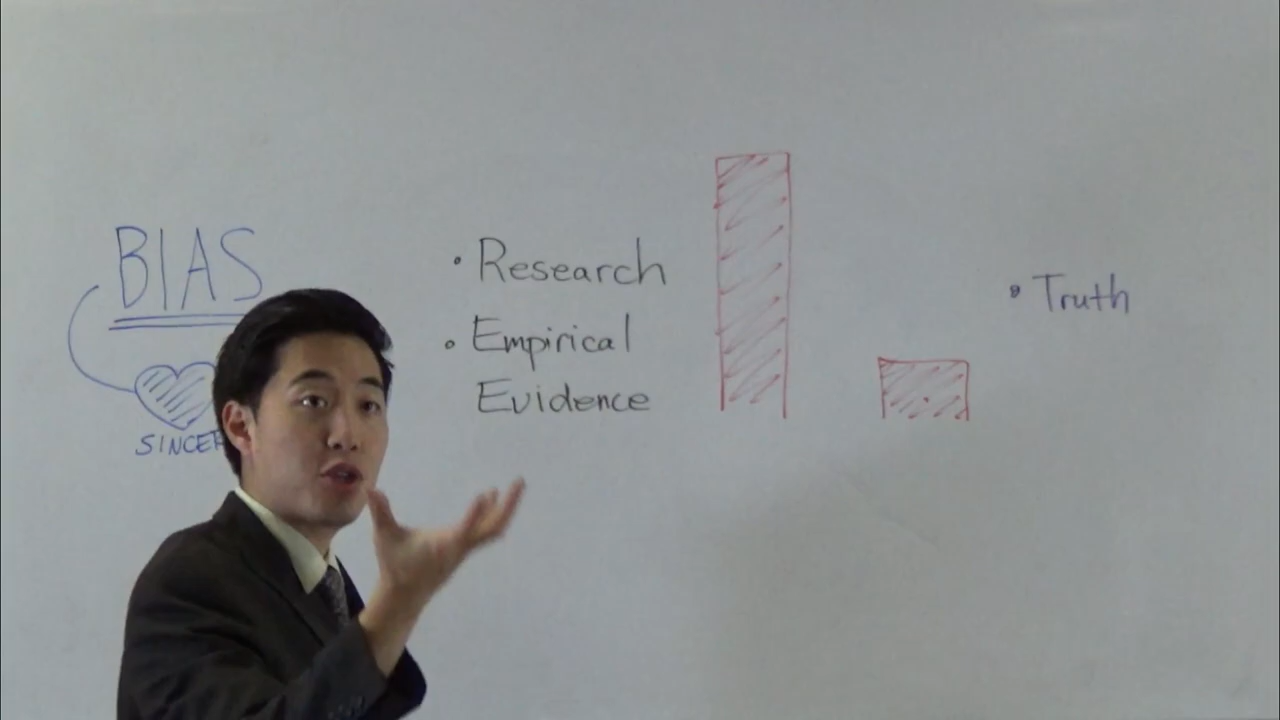 BIAS
SINCER
• Research
• Empirical
Evidence
• Truth